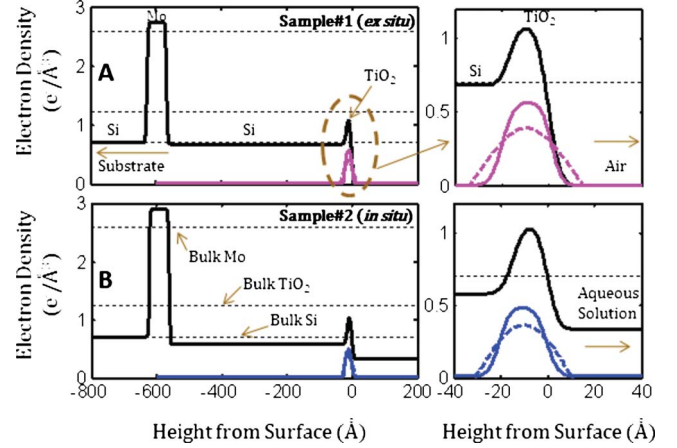 3
2
1
0
Electron Density
(e⁻/Å³)
Mo
Sample#1 (ex situ)
A
TiO₂
Si
Si
Substrate
TiO₂
Si
1
0.5
0
Air
3
2
1
0
Electron Density
(e⁻/Å³)
Sample#2 (in situ)
B
Bulk Mo
Bulk TiO₂
Bulk Si
-800
-600
-400
-200
0
200
Height from Surface (Å)
1
0.5
0
Aqueous
Solution
-40
-20
0
20
40
Height from Surface (Å)